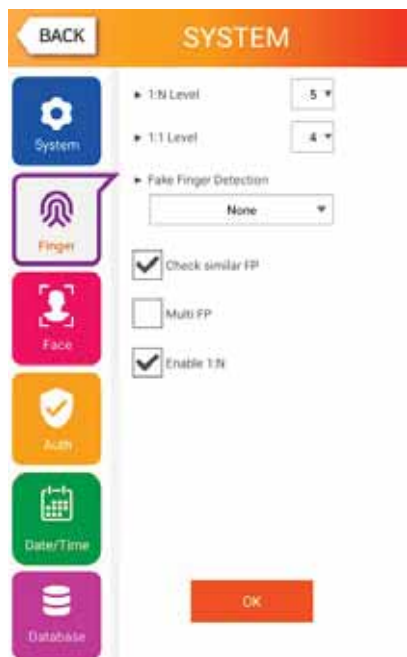 BACK
SYSTEM
System
Finger
Face
Auth
Date/Time
Database
▸ 1:N Level
5
▸ 1:1 Level
4
▸ Fake Finger Detection
None
Check similar FP
Multi FP
Enable 1:N
OK